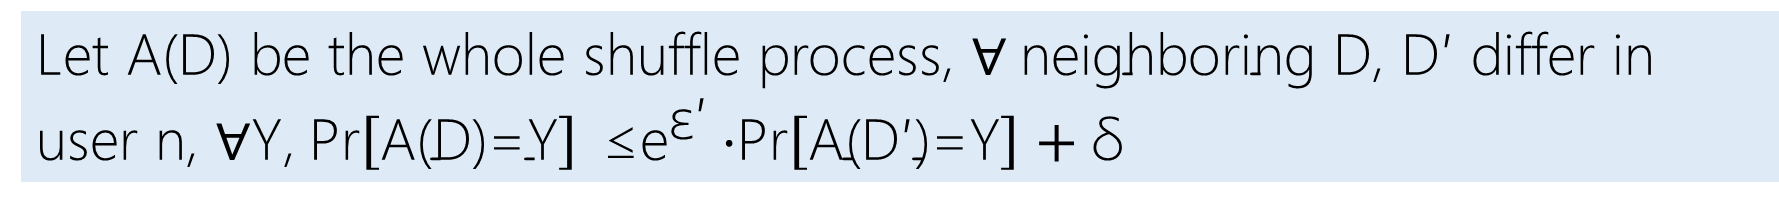 Let A(D) be the whole shuffle process, ∀ neighboring D, D′ differ in
user n, ∀Y, Pr[A(D)=Y] ≤e^ε′ ·Pr[A(D′)=Y] + δ